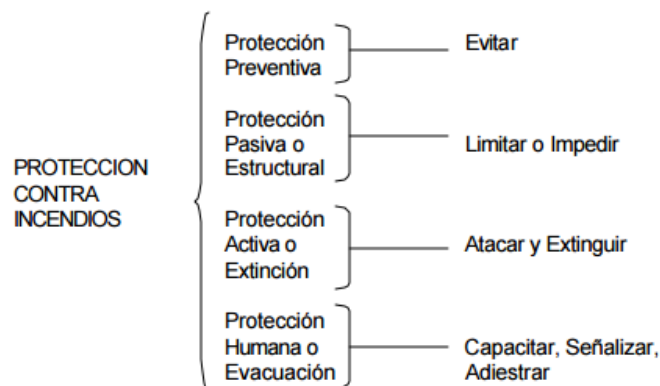 Protección
Preventiva
Evitar
Protección
Pasiva o
Estructural
Limitar o Impedir
PROTECCION
CONTRA
INCENDIOS
Protección
Activa o
Extinción
Atacar y Extinguir
Protección
Humana o
Evacuación
Capacitar, Señalizar,
Adiestrar